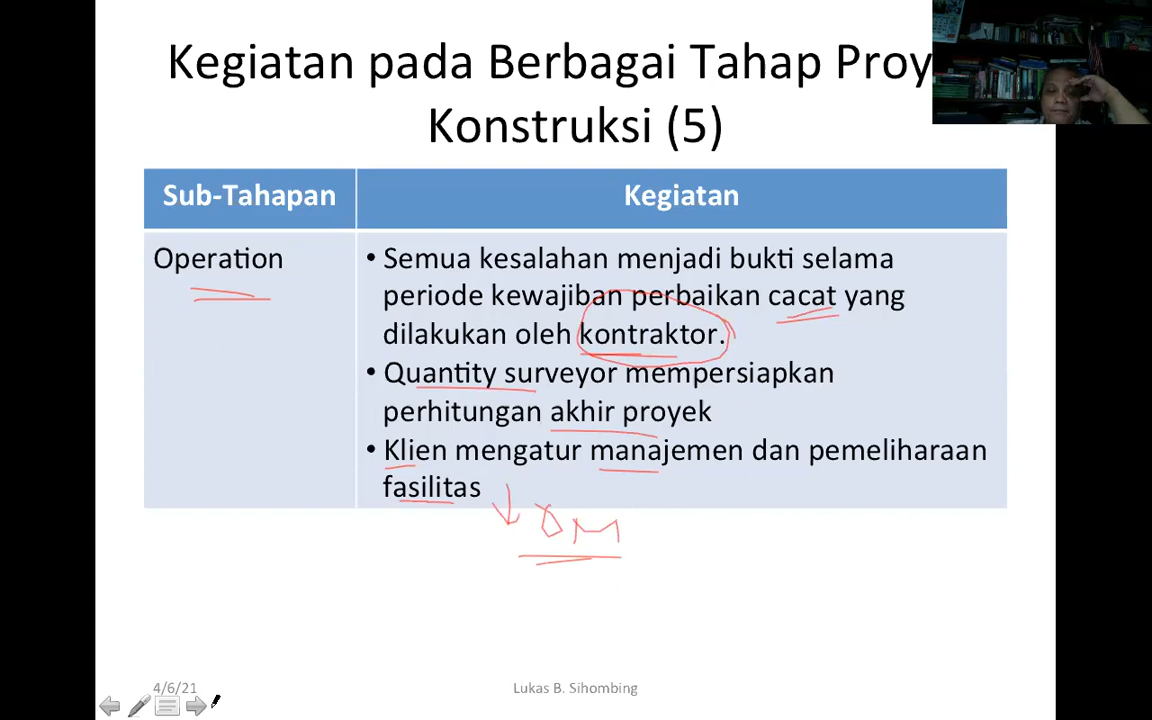 Kegiatan pada Berbagai Tahap Proy
Konstruksi (5)
Sub-Tahapan
Kegiatan
Operation
• Semua kesalahan menjadi bukti selama
periode kewajiban perbaikan cacat yang
dilakukan oleh kontraktor.
• Quantity surveyor mempersiapkan
perhitungan akhir proyek
• Klien mengatur manajemen dan pemeliharaan
fasilitas
OM
4/6/21
Lukas B. Sihombing